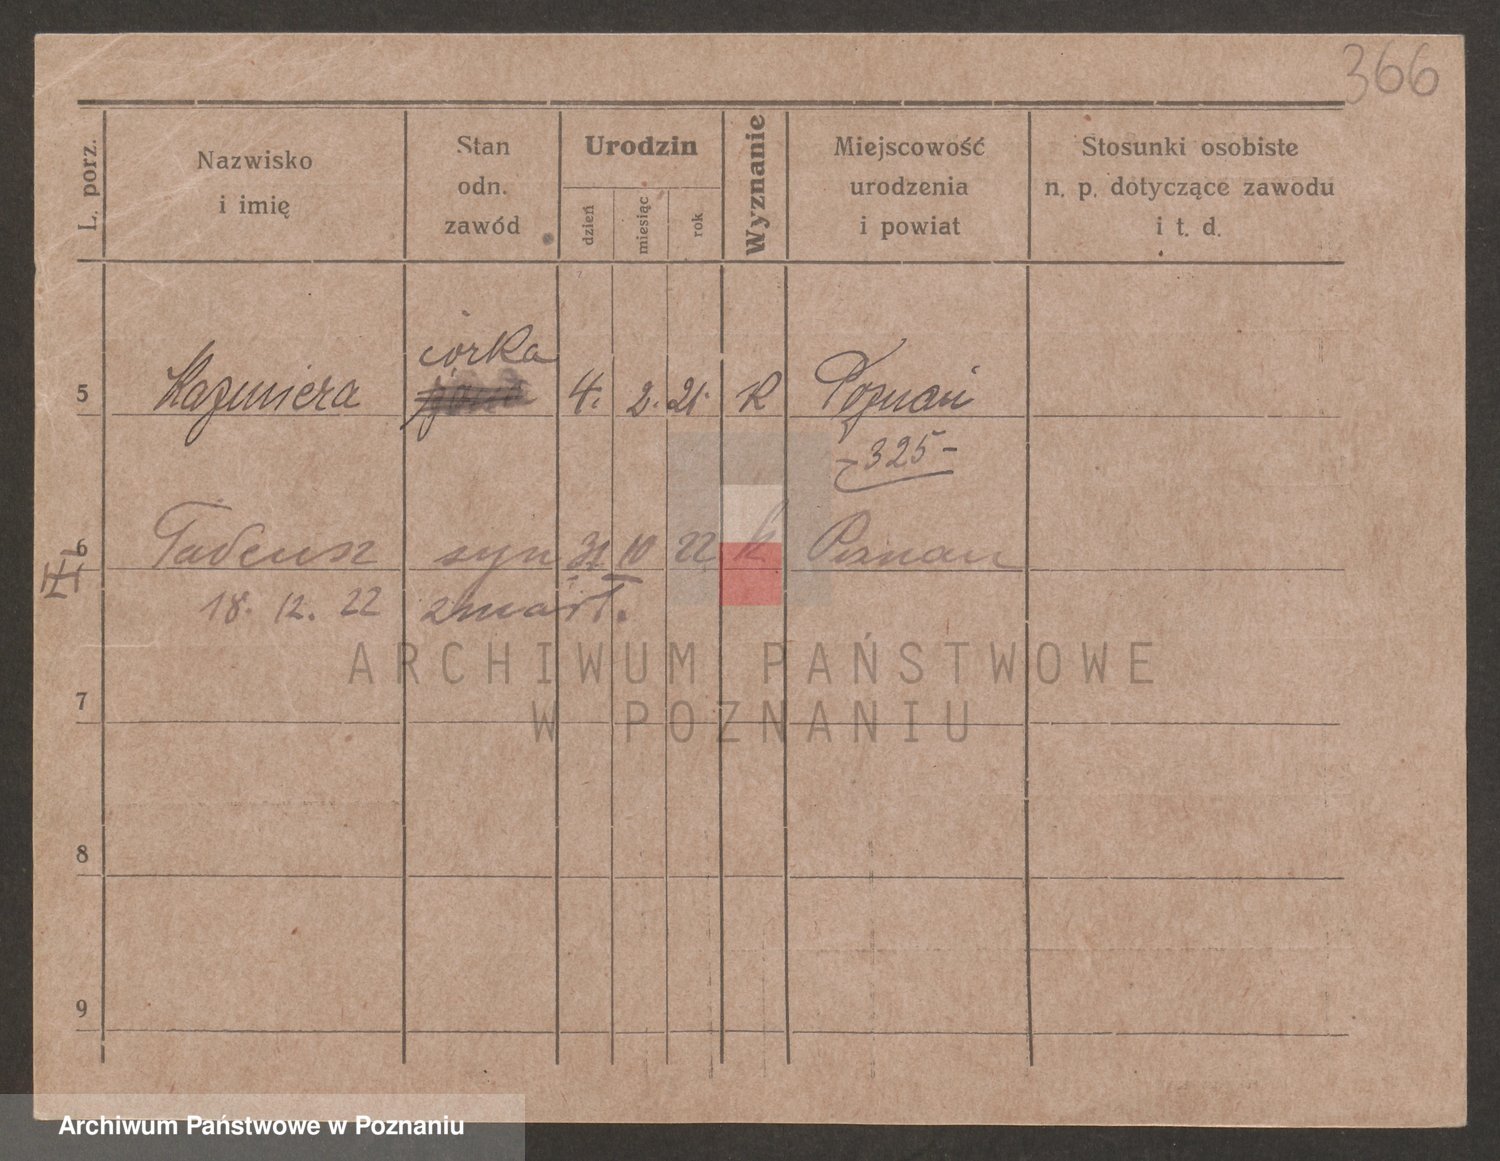 366
L. porz.
Nazwisko
i imię
Stan
odn.
zawód
Urodzin
dzień
miesiąc
rok
Wyznanie
Miejscowość
urodzenia
i powiat
Stosunki osobiste
n. p. dotyczące zawodu
i t. d.
córka
5 Kazimiera 4. 2. 21. K Poznań
-325-
6 Tadeusz syn 31 10 22 k Poznań
18. 12. 22 zmarł.
ARCHIWUM PAŃSTWOWE
W POZNANIU
7
8
9
Archiwum Państwowe w Poznaniu